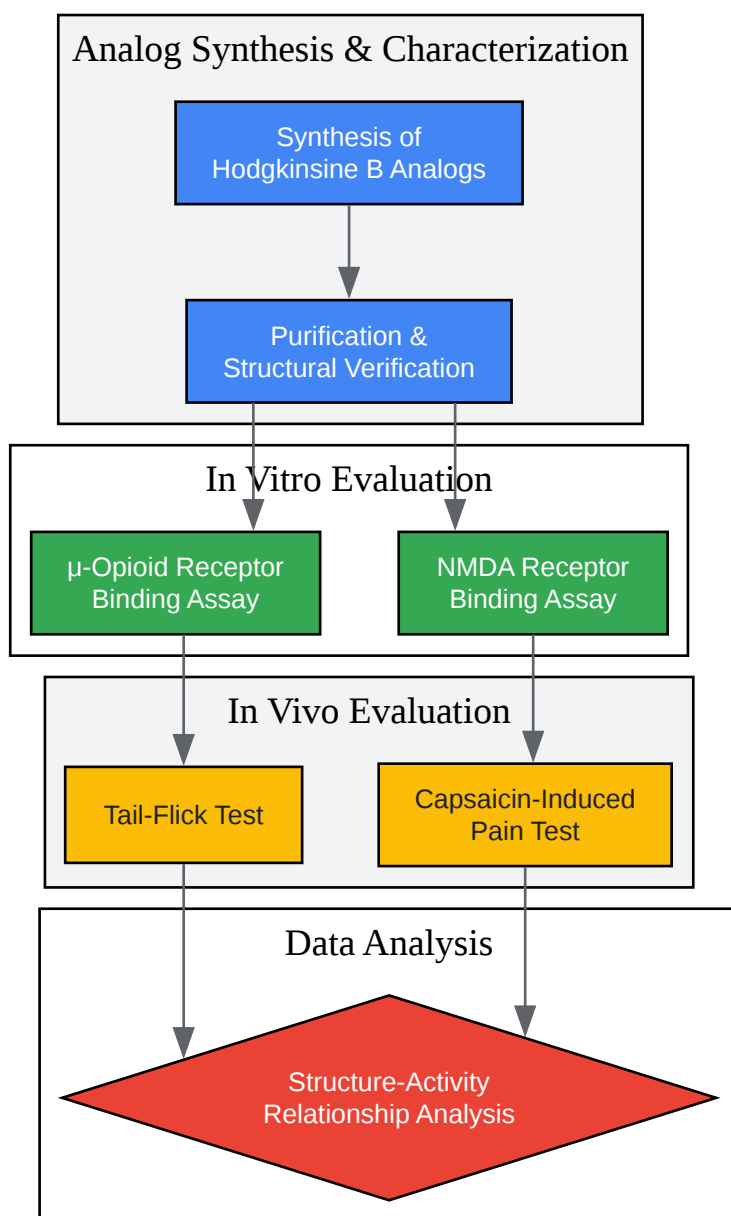 Analog Synthesis & Characterization
Synthesis of
Hodgkinsine B Analogs
Purification &
Structural Verification
In Vitro Evaluation
μ-Opioid Receptor
Binding Assay
NMDA Receptor
Binding Assay
In Vivo Evaluation
Tail-Flick Test
Capsaicin-Induced
Pain Test
Data Analysis
Structure-Activity
Relationship Analysis